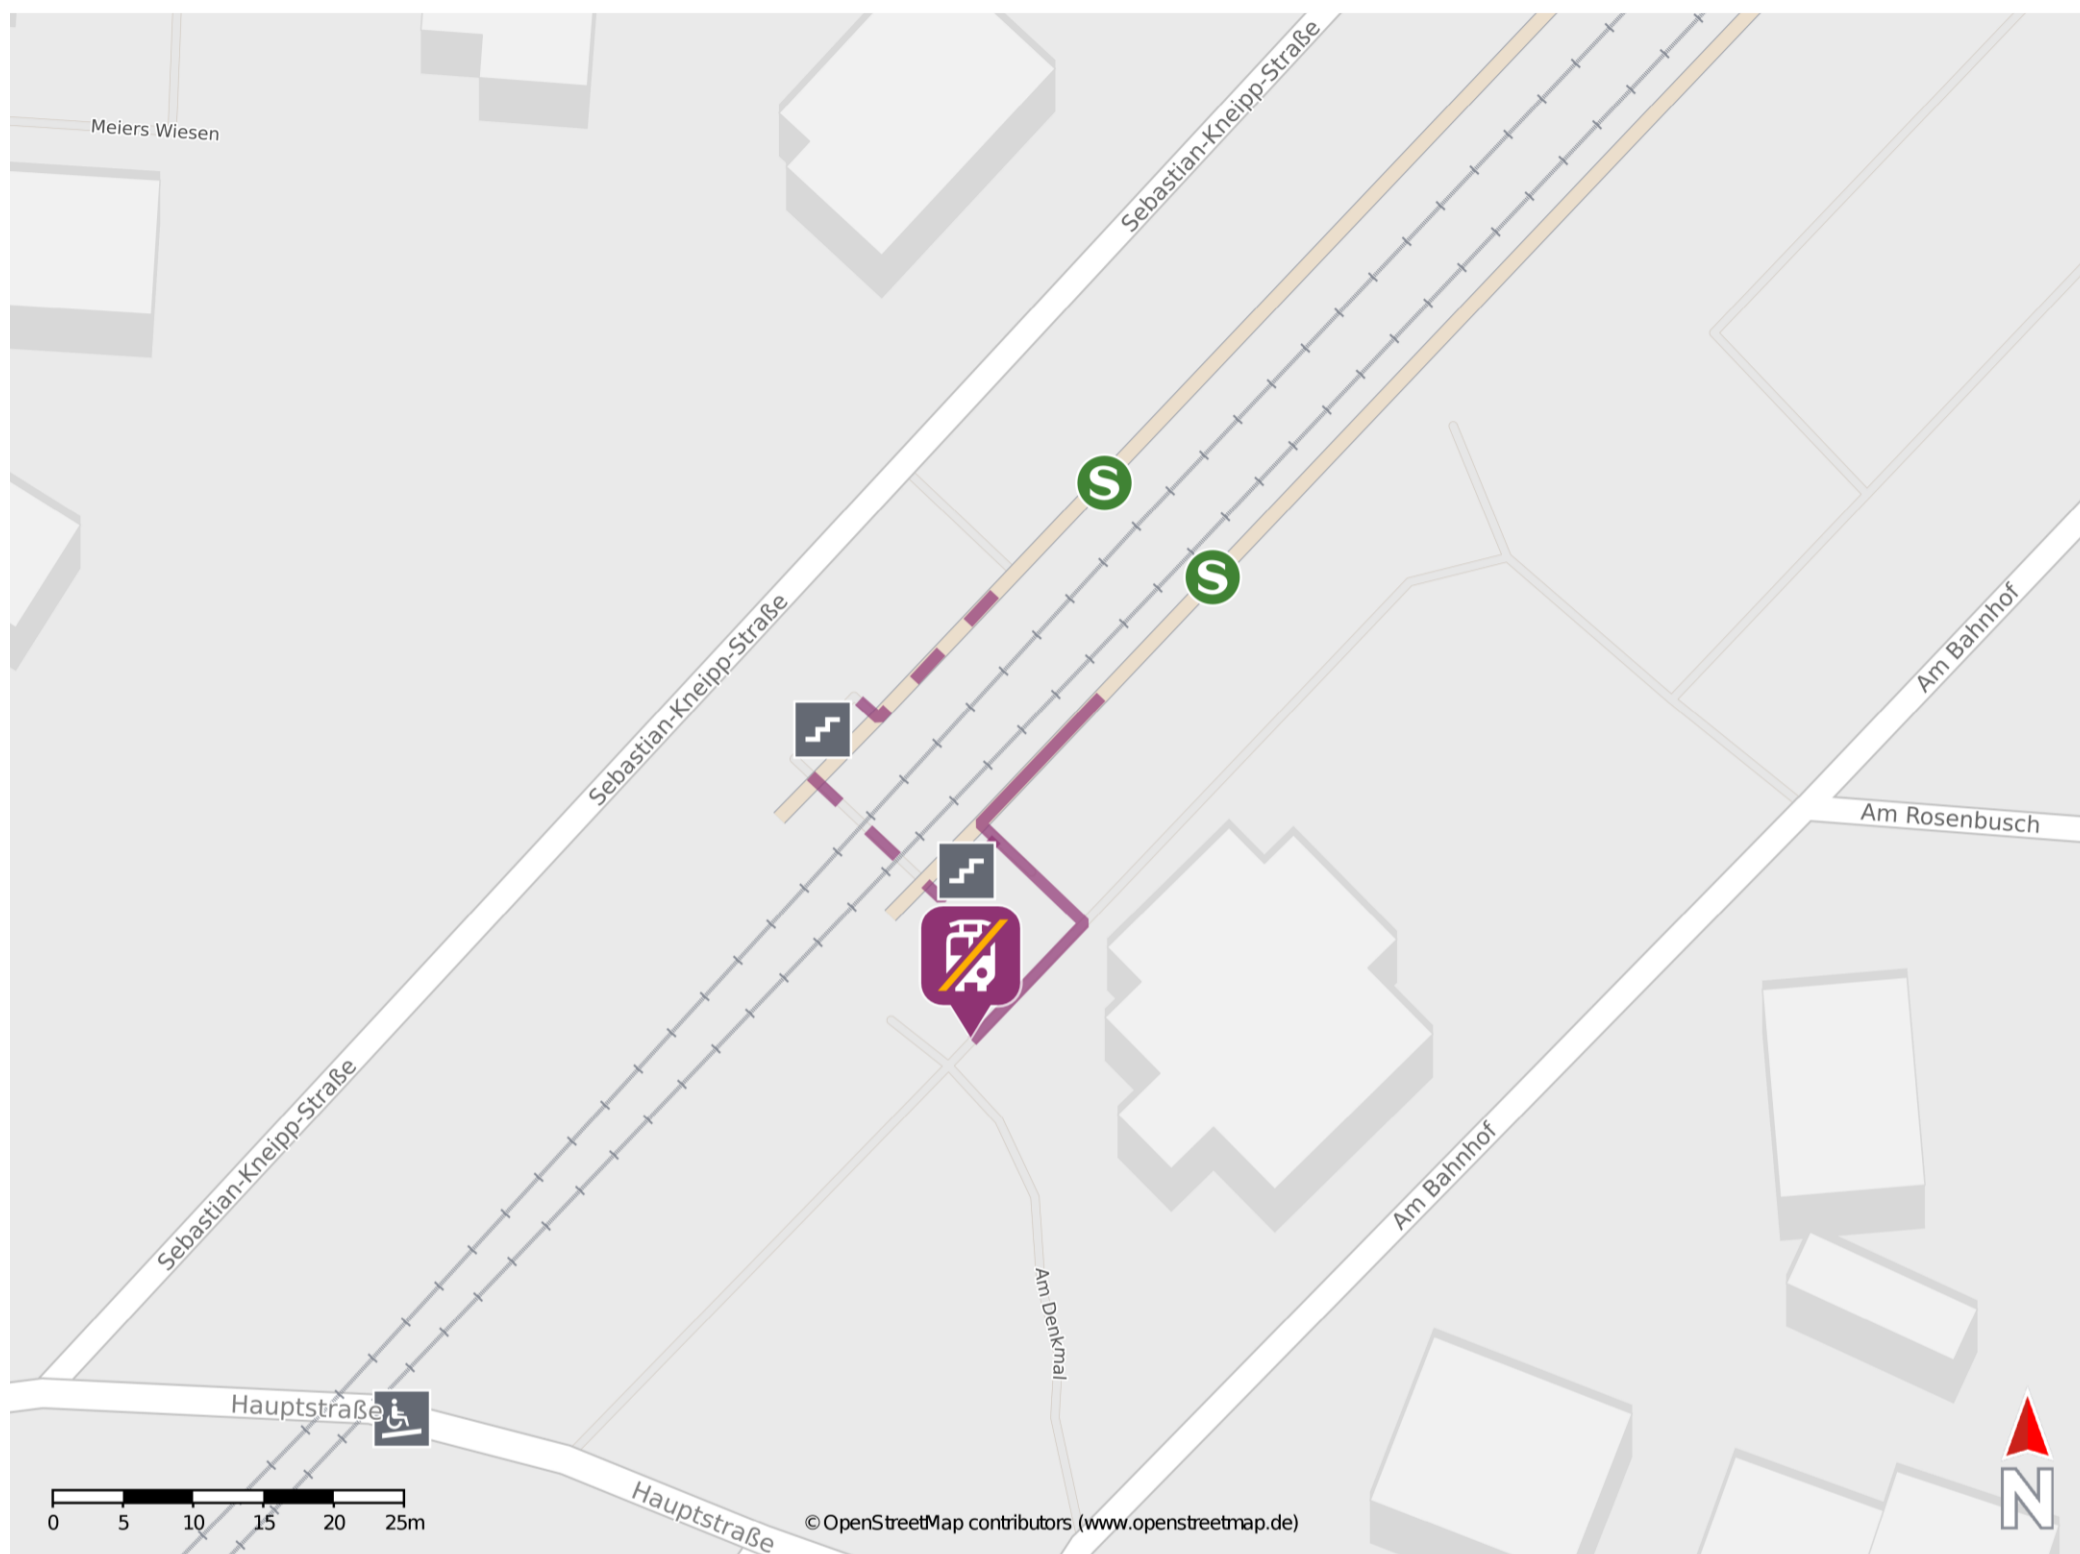 Sebastian-Kneipp-Straße
Meiers Wiesen
S
S
Sebastian-Kneipp-Straße
Am Bahnhof
Am Rosenbusch
Sebastian-Kneipp-Straße
Am Bahnhof
Am Denkmal
Hauptstraße
Hauptstraße
N
0 5 10 15 20 25m
© OpenStreetMap contributors (www.openstreetmap.de)